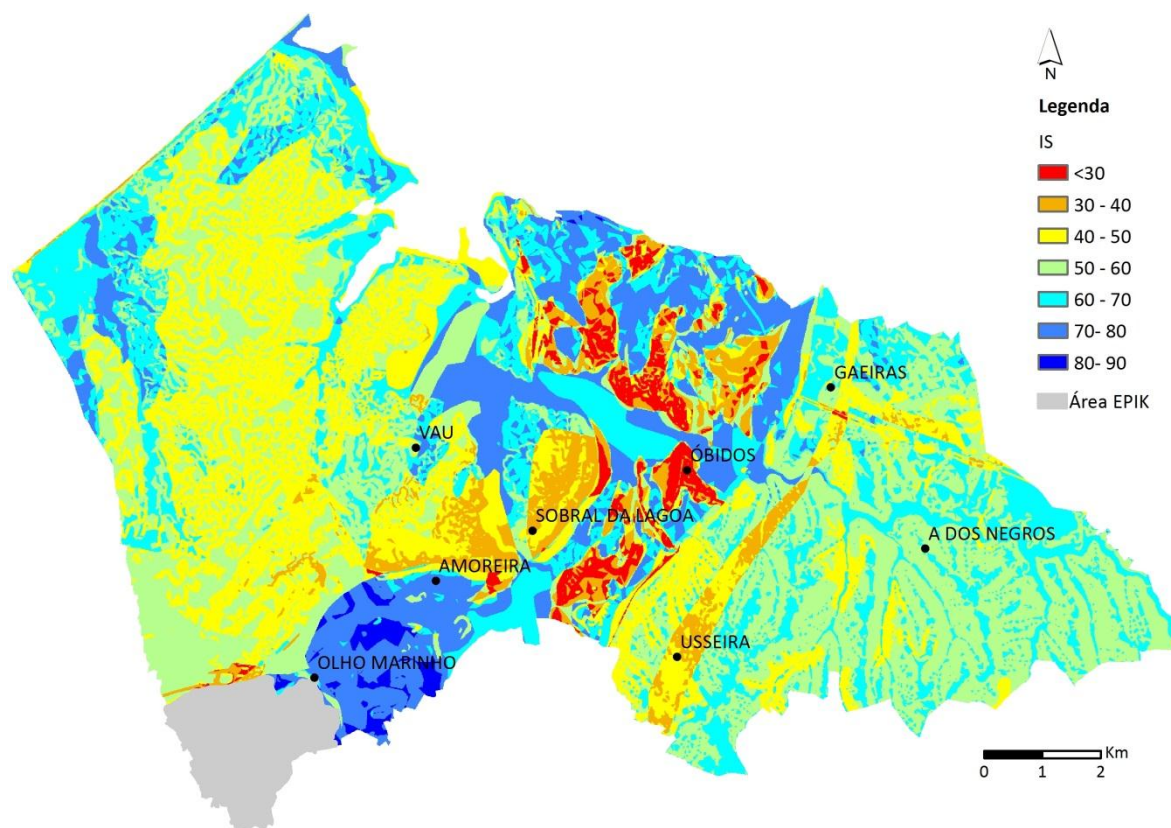 N
Legenda
IS
<30
30 - 40
40 - 50
50 - 60
60 - 70
70- 80
80- 90
Área EPIK
GAEIRAS
VAU
ÓBIDOS
SOBRAL DA LAGOA
A DOS NEGROS
AMOREIRA
USSEIRA
OLHO MARINHO
Km
0 1 2